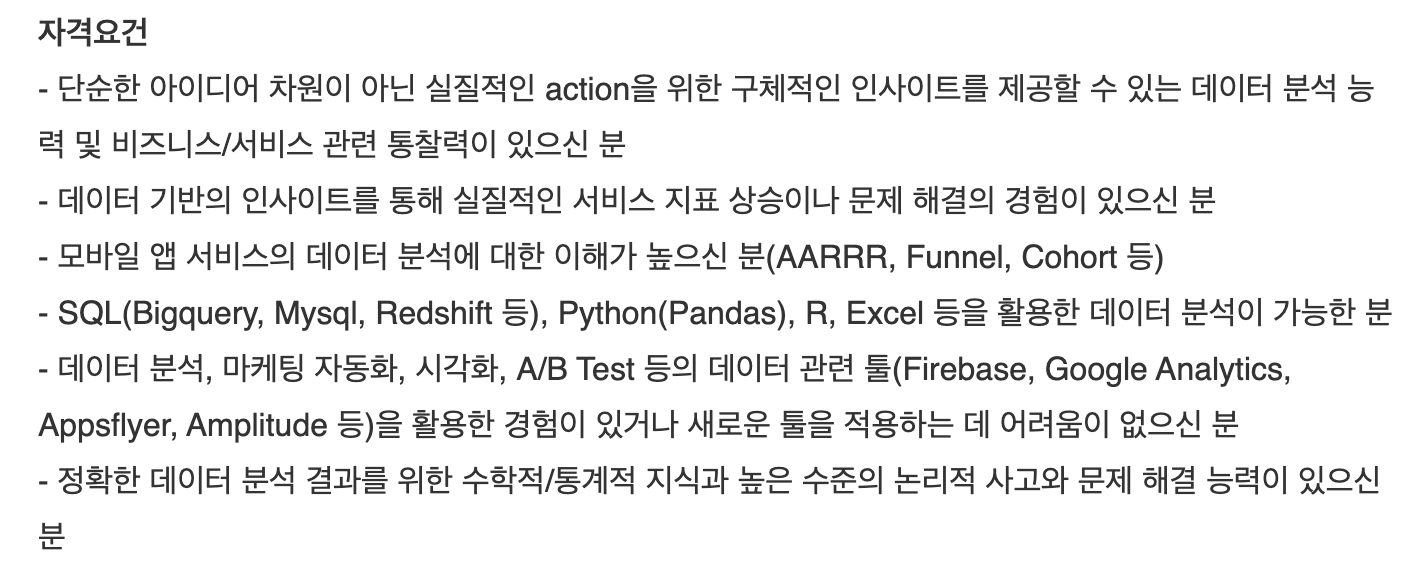 자격요건
- 단순한 아이디어 차원이 아닌 실질적인 action을 위한 구체적인 인사이트를 제공할 수 있는 데이터 분석 능
력 및 비즈니스/서비스 관련 통찰력이 있으신 분
- 데이터 기반의 인사이트를 통해 실질적인 서비스 지표 상승이나 문제 해결의 경험이 있으신 분
- 모바일 앱 서비스의 데이터 분석에 대한 이해가 높으신 분(AARRR, Funnel, Cohort 등)
- SQL(Bigquery, Mysql, Redshift 등), Python(Pandas), R, Excel 등을 활용한 데이터 분석이 가능한 분
- 데이터 분석, 마케팅 자동화, 시각화, A/B Test 등의 데이터 관련 툴(Firebase, Google Analytics,
Appsflyer, Amplitude 등)을 활용한 경험이 있거나 새로운 툴을 적용하는 데 어려움이 없으신 분
- 정확한 데이터 분석 결과를 위한 수학적/통계적 지식과 높은 수준의 논리적 사고와 문제 해결 능력이 있으신
분